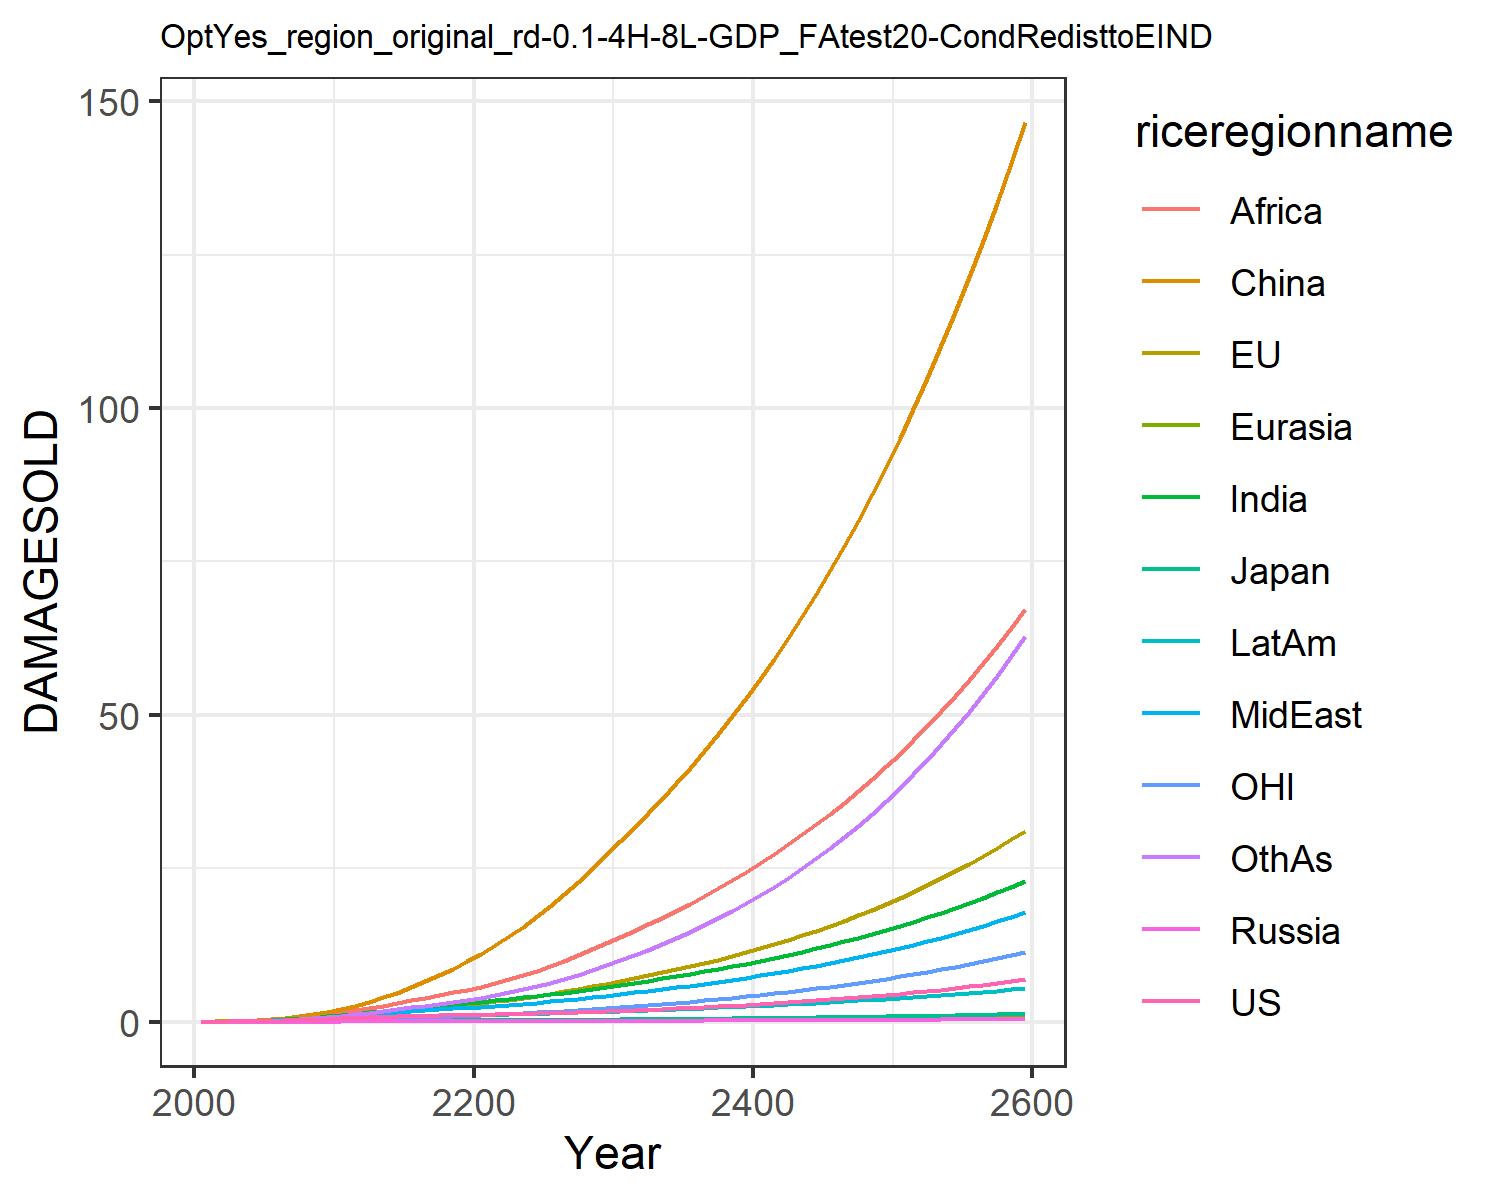 OptYes_region_original_rd-0.1-4H-8L-GDP_FAtest20-CondRedisttoEIND
150
100
50
0
DAMAGESOLD
2000 2200 2400 2600
Year
riceregionname
Africa
China
EU
Eurasia
India
Japan
LatAm
MidEast
OHI
OthAs
Russia
US